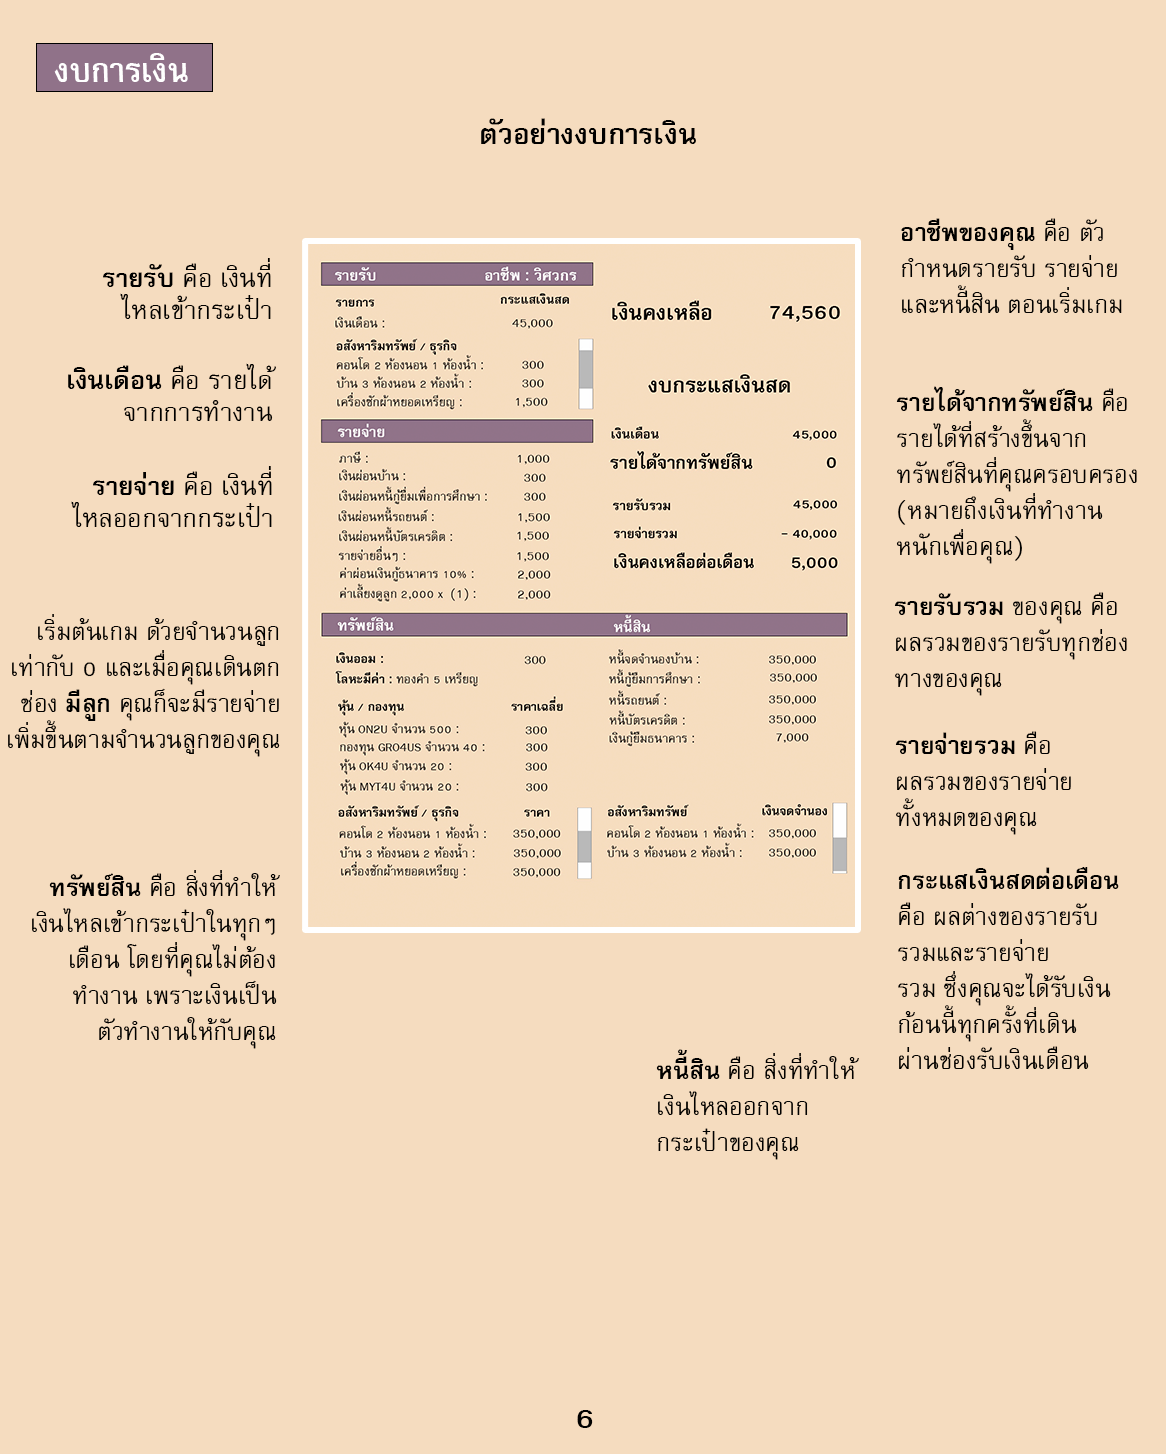 งบการเงิน
ตัวอย่างงบการเงิน
รายรับ คือ เงินที่
ไหลเข้ากระเป๋า
เงินเดือน คือ รายได้
จากการทำงาน
รายจ่าย คือ เงินที่
ไหลออกจากกระเป๋า
เริ่มต้นเกม ด้วยจำนวนลูก
เท่ากับ 0 และเมื่อคุณเดินตก
ช่อง มีลูก คุณก็จะมีรายจ่าย
เพิ่มขึ้นตามจำนวนลูกของคุณ
ทรัพย์สิน คือ สิ่งที่ทำให้
เงินไหลเข้ากระเป๋าในทุกๆ
เดือน โดยที่คุณไม่ต้อง
ทำงาน เพราะเงินเป็น
ตัวทำงานให้กับคุณ
รายรับ อาชีพ : วิศวกร
รายการ กระแสเงินสด
เงินเดือน : 45,000
อสังหาริมทรัพย์ / ธุรกิจ
คอนโด 2 ห้องนอน 1 ห้องน้ำ : 300
บ้าน 3 ห้องนอน 2 ห้องน้ำ : 300
เครื่องซักผ้าหยอดเหรียญ : 1,500
รายจ่าย
ภาษี : 1,000
เงินผ่อนบ้าน : 300
เงินผ่อนหนี้กู้ยืมเพื่อการศึกษา : 300
เงินผ่อนหนี้รถยนต์ : 1,500
เงินผ่อนหนี้บัตรเครดิต : 1,500
รายจ่ายอื่นๆ : 1,500
ค่าผ่อนเงินกู้ธนาคาร 10% : 2,000
ค่าเลี้ยงดูลูก 2,000 x (1) : 2,000
เงินคงเหลือ 74,560
งบกระแสเงินสด
เงินเดือน 45,000
รายได้จากทรัพย์สิน 0
รายรับรวม 45,000
รายจ่ายรวม - 40,000
เงินคงเหลือต่อเดือน 5,000
ทรัพย์สิน หนี้สิน
เงินออม : 300
โลหะมีค่า : ทองคำ 5 เหรียญ
หุ้น / กองทุน ราคาเฉลี่ย
หุ้น ON2U จำนวน 500 : 300
กองทุน GRO4US จำนวน 40 : 300
หุ้น OK4U จำนวน 20 : 300
หุ้น MYT4U จำนวน 20 : 300
อสังหาริมทรัพย์ / ธุรกิจ ราคา
คอนโด 2 ห้องนอน 1 ห้องน้ำ : 350,000
บ้าน 3 ห้องนอน 2 ห้องน้ำ : 350,000
เครื่องซักผ้าหยอดเหรียญ : 350,000
หนี้จดจำนองบ้าน : 350,000
หนี้กู้ยืมการศึกษา : 350,000
หนี้รถยนต์ : 350,000
หนี้บัตรเครดิต : 350,000
เงินกู้ยืมธนาคาร : 7,000
อสังหาริมทรัพย์ เงินจดจำนอง
คอนโด 2 ห้องนอน 1 ห้องน้ำ : 350,000
บ้าน 3 ห้องนอน 2 ห้องน้ำ : 350,000
อาชีพของคุณ คือ ตัว
กำหนดรายรับ รายจ่าย
และหนี้สิน ตอนเริ่มเกม
รายได้จากทรัพย์สิน คือ
รายได้ที่สร้างขึ้นจาก
ทรัพย์สินที่คุณครอบครอง
(หมายถึงเงินที่ทำงาน
หนักเพื่อคุณ)
รายรับรวม ของคุณ คือ
ผลรวมของรายรับทุกช่อง
ทางของคุณ
รายจ่ายรวม คือ
ผลรวมของรายจ่าย
ทั้งหมดของคุณ
กระแสเงินสดต่อเดือน
คือ ผลต่างของรายรับ
รวมและรายจ่าย
รวม ซึ่งคุณจะได้รับเงิน
ก้อนนี้ทุกครั้งที่เดิน
ผ่านช่องรับเงินเดือน
หนี้สิน คือ สิ่งที่ทำให้
เงินไหลออกจาก
กระเป๋าของคุณ
6